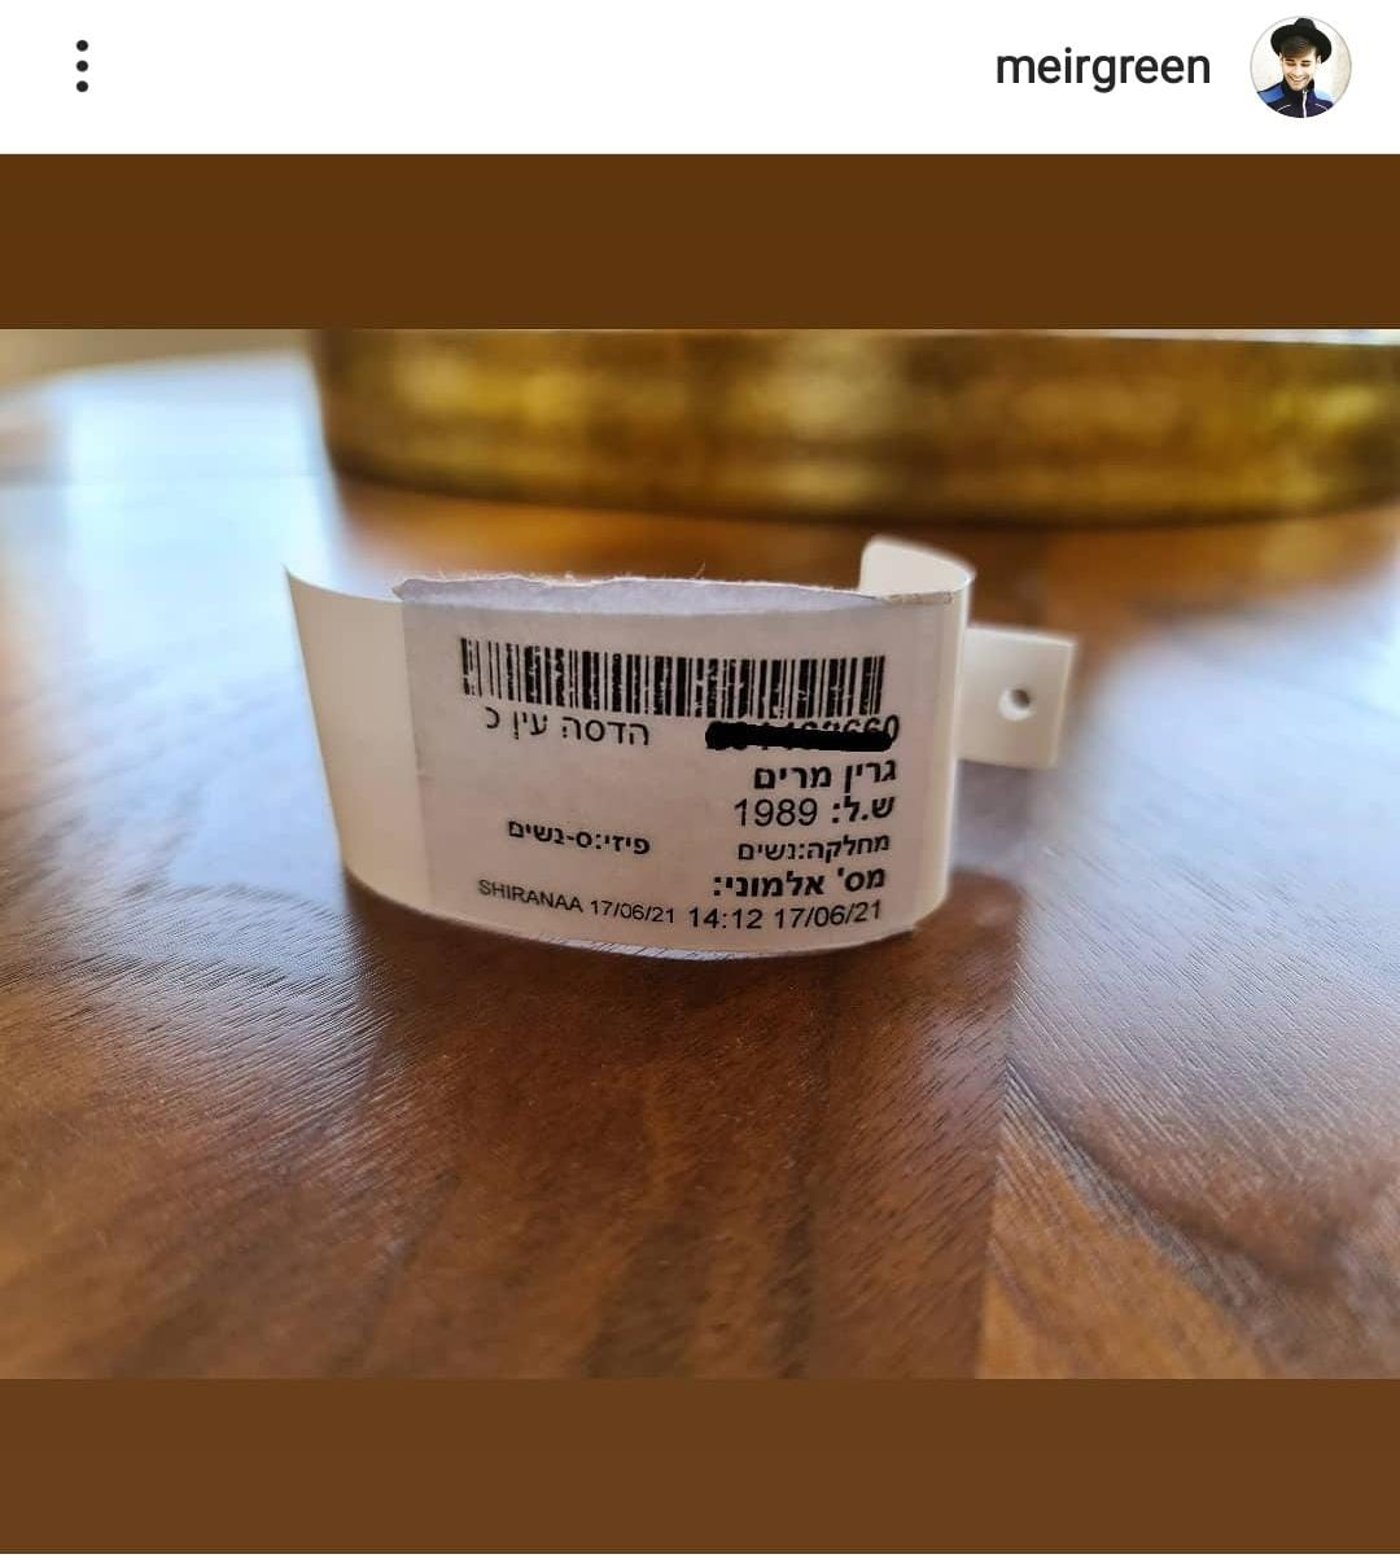 meirgreen
הדסה עין כ
גרין מרים
ש.ל: 1989
מחלקה:נשים פיזי:ס-נשים
מס' אלמוני:
SHIRANAA 17/06/21 14:12 17/06/21